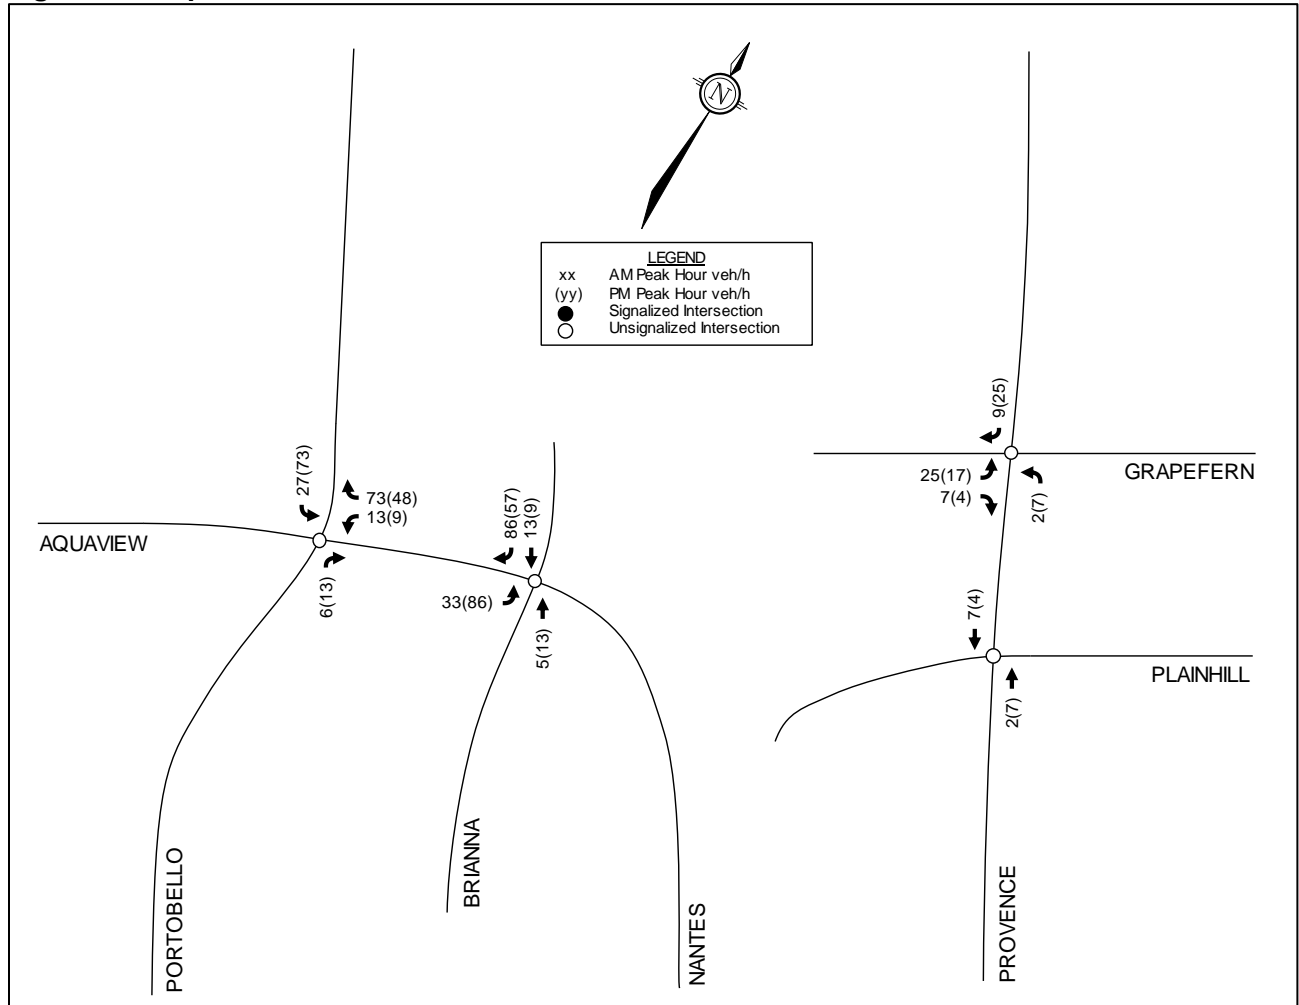 N
LEGEND
xx AM Peak Hour veh/h
(yy) PM Peak Hour veh/h
Signalized Intersection
Unsignalized Intersection
9(25)
25(17)
7(4)
2(7)
GRAPEFERN
27(73)
73(48)
13(9)
86(57)
13(9)
AQUAVIEW
6(13)
33(86)
5(13)
7(4)
PLAINHILL
2(7)
PORTOBELLO
BRIANNA
NANTES
PROVENCE